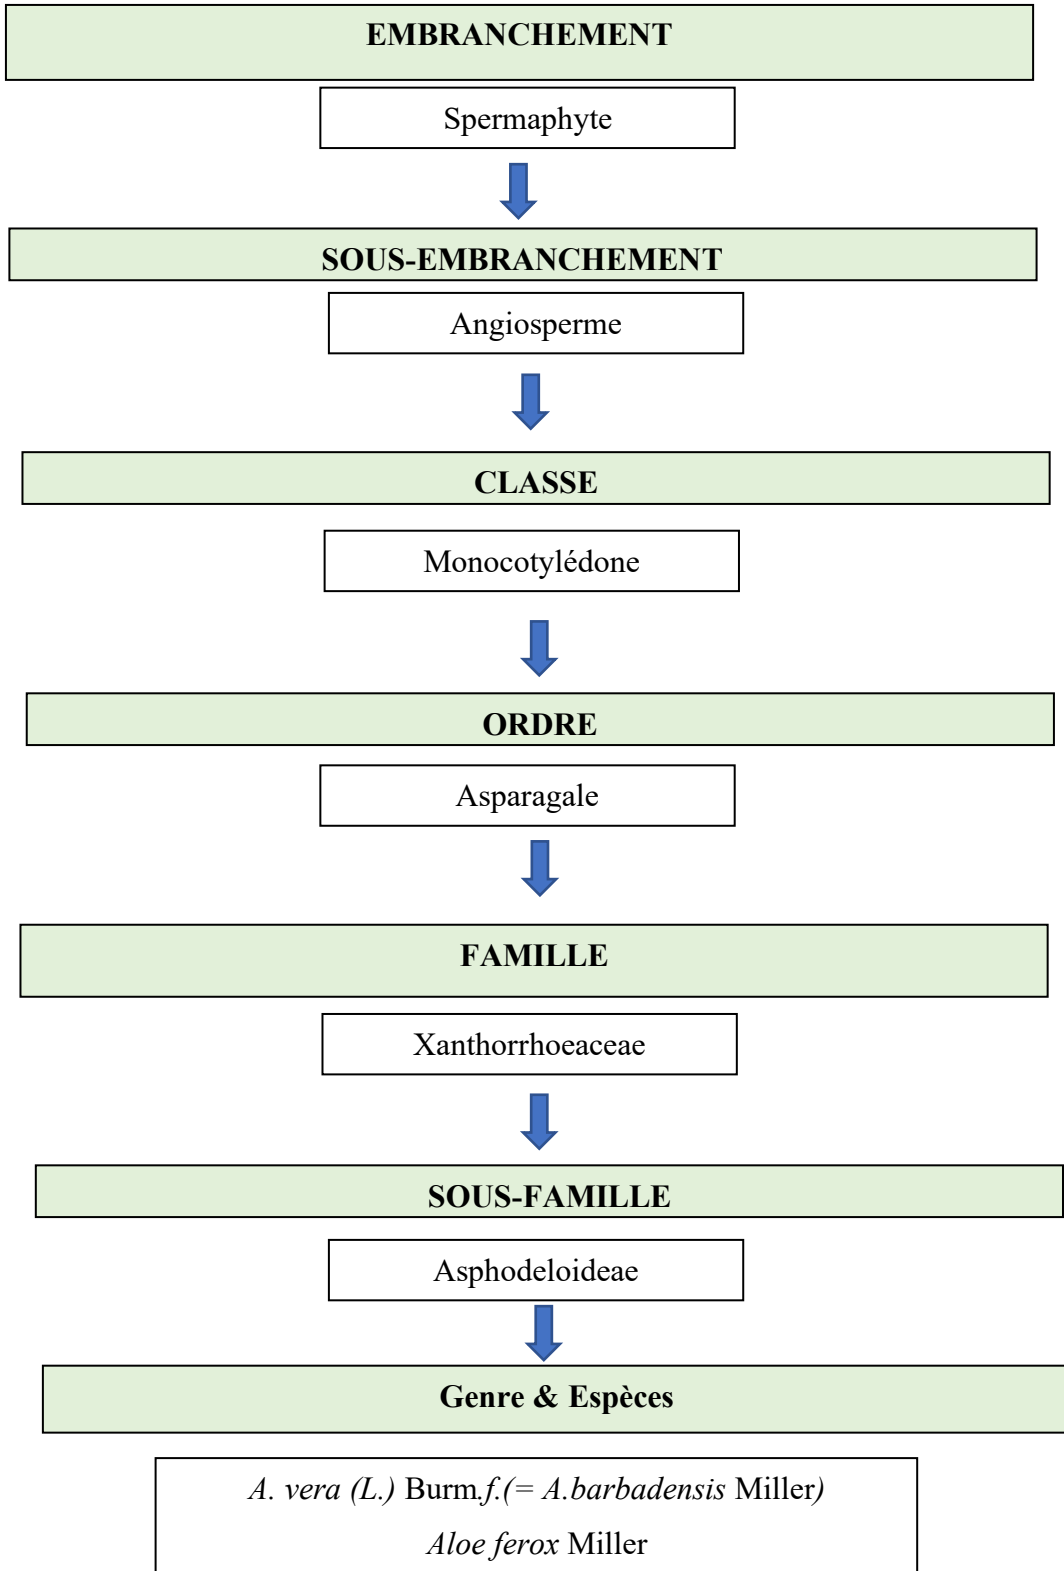 EMBRANCHEMENT
Spermaphyte
SOUS-EMBRANCHEMENT
Angiosperme
CLASSE
Monocotylédone
ORDRE
Asparagale
FAMILLE
Xanthorrhoeaceae
SOUS-FAMILLE
Asphodeloideae
Genre & Espèces
A. vera (L.) Burm.f.(= A.barbadensis Miller)
Aloe ferox Miller